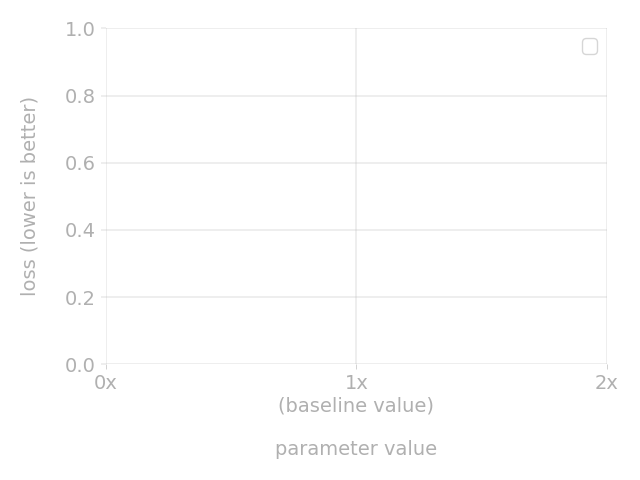 1.0
0.8
0.6
0.4
0.2
0.0
loss (lower is better)
0x
1x
2x
(baseline value)
parameter value